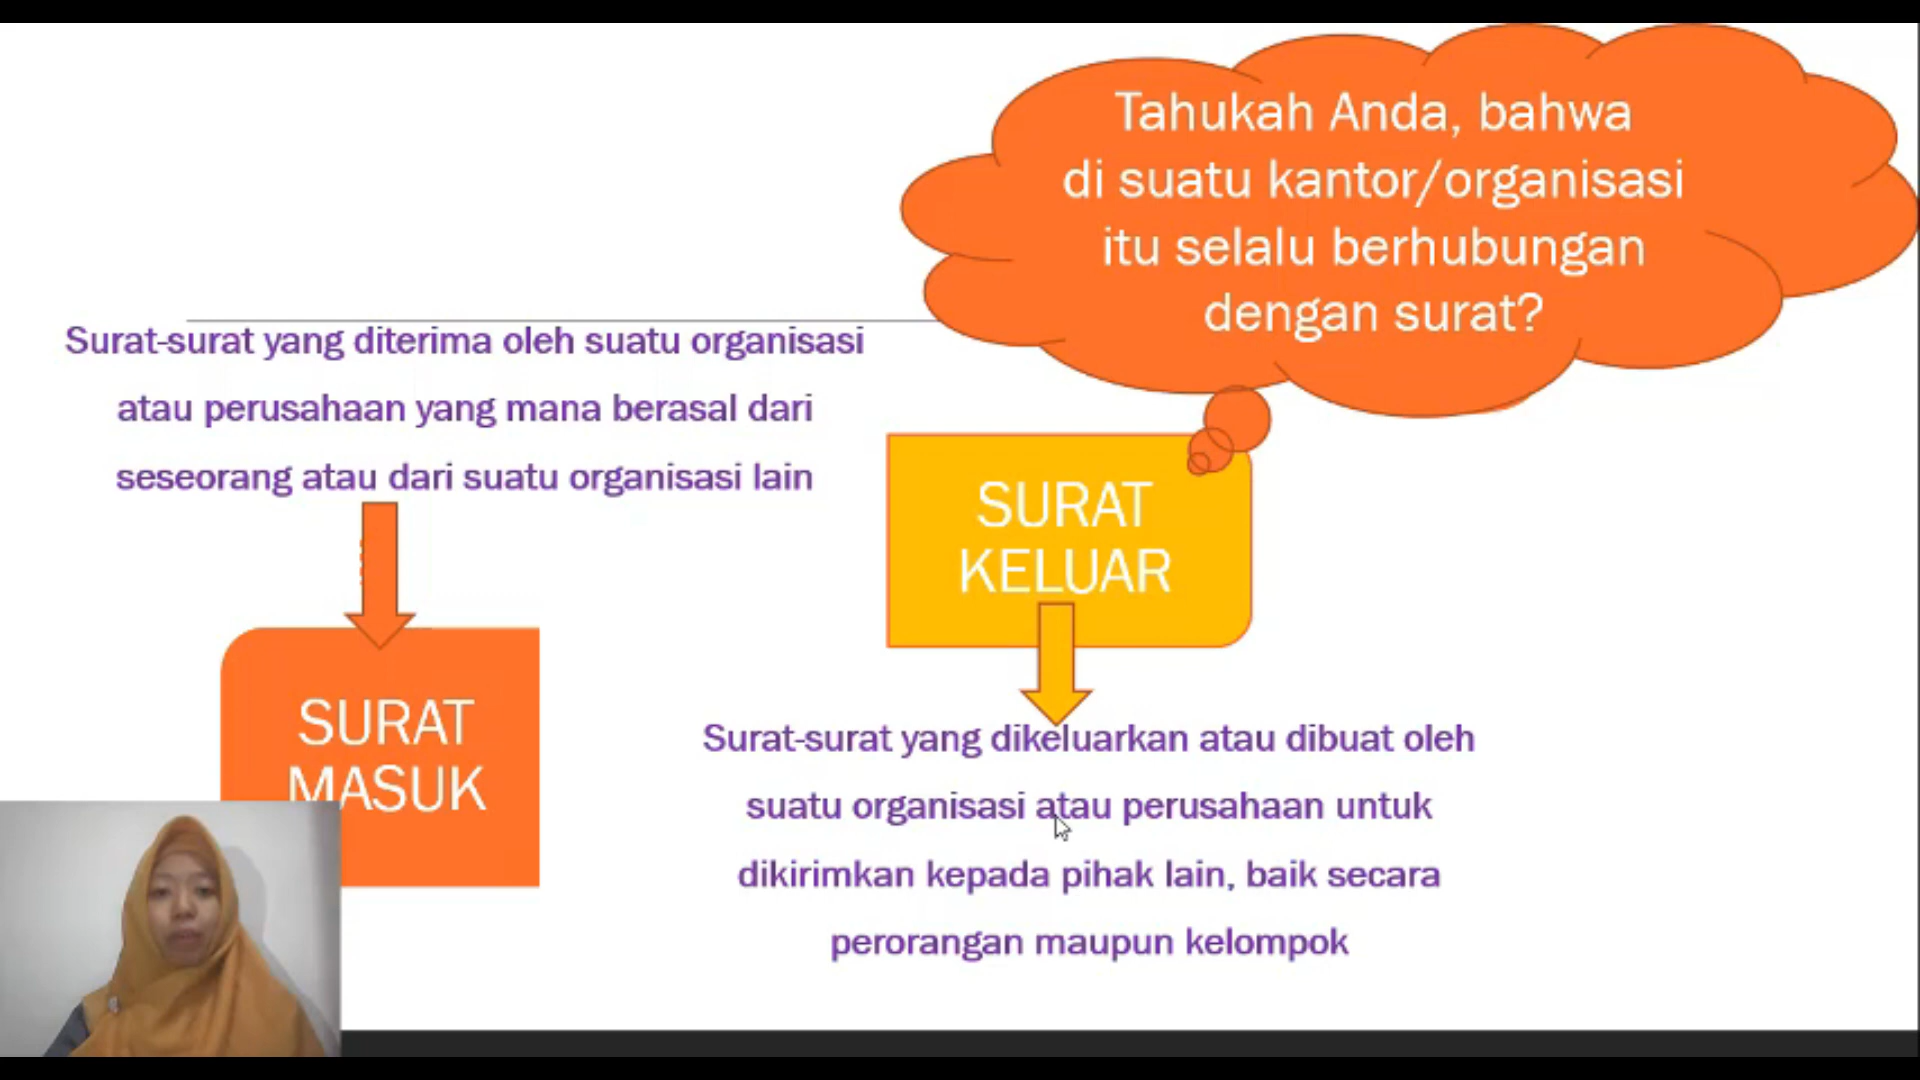 Tahukah Anda, bahwa
di suatu kantor/organisasi
itu selalu berhubungan
dengan surat?
Surat-surat yang diterima oleh suatu organisasi
atau perusahaan yang mana berasal dari
seseorang atau dari suatu organisasi lain
SURAT
MASUK
SURAT
KELUAR
Surat-surat yang dikeluarkan atau dibuat oleh
suatu organisasi atau perusahaan untuk
dikirimkan kepada pihak lain, baik secara
perorangan maupun kelompok